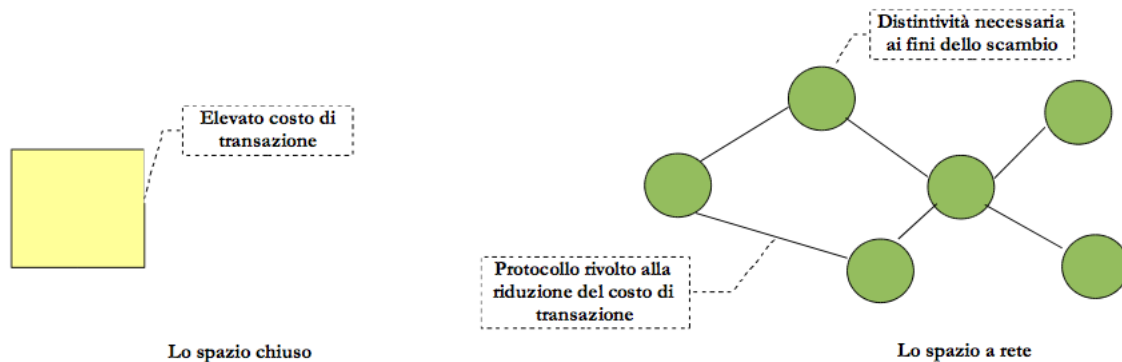 Elevato costo di
transazione
Lo spazio chiuso
Distintività necessaria
ai fini dello scambio
Protocollo rivolto alla
riduzione del costo di
transazione
Lo spazio a rete